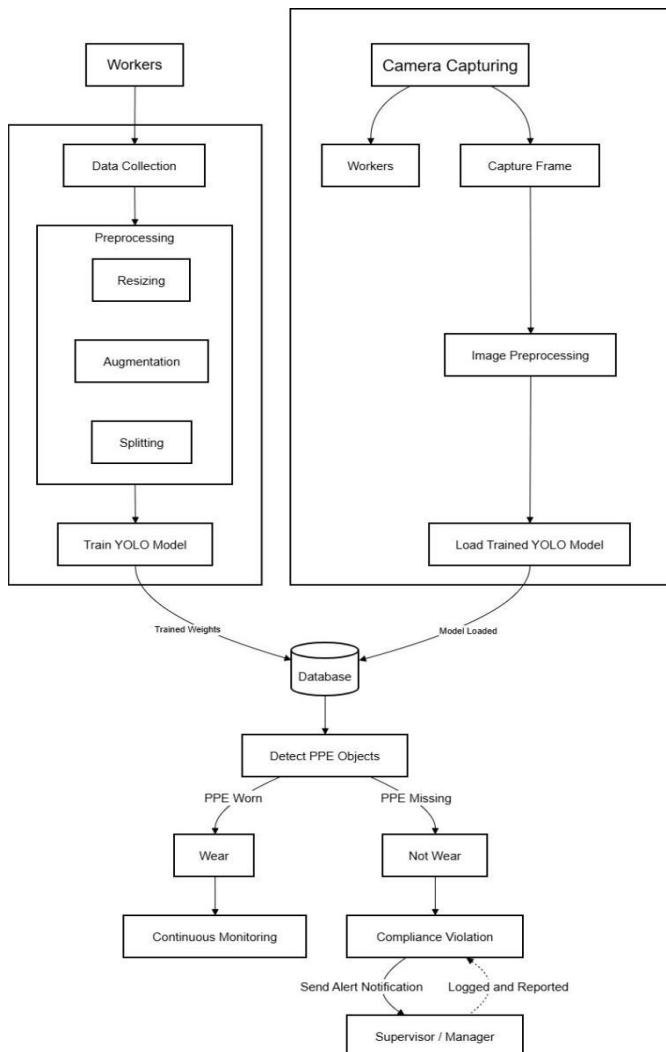 Workers
Camera Capturing
Data Collection
Workers
Capture Frame
Preprocessing
Resizing
Augmentation
Image Preprocessing
Splitting
Train YOLO Model
Load Trained YOLO Model
Trained Weights
Model Loaded
Database
Detect PPE Objects
PPE Worn
PPE Missing
Wear
Not Wear
Continuous Monitoring
Compliance Violation
Send Alert Notification
Logged and Reported
Supervisor / Manager